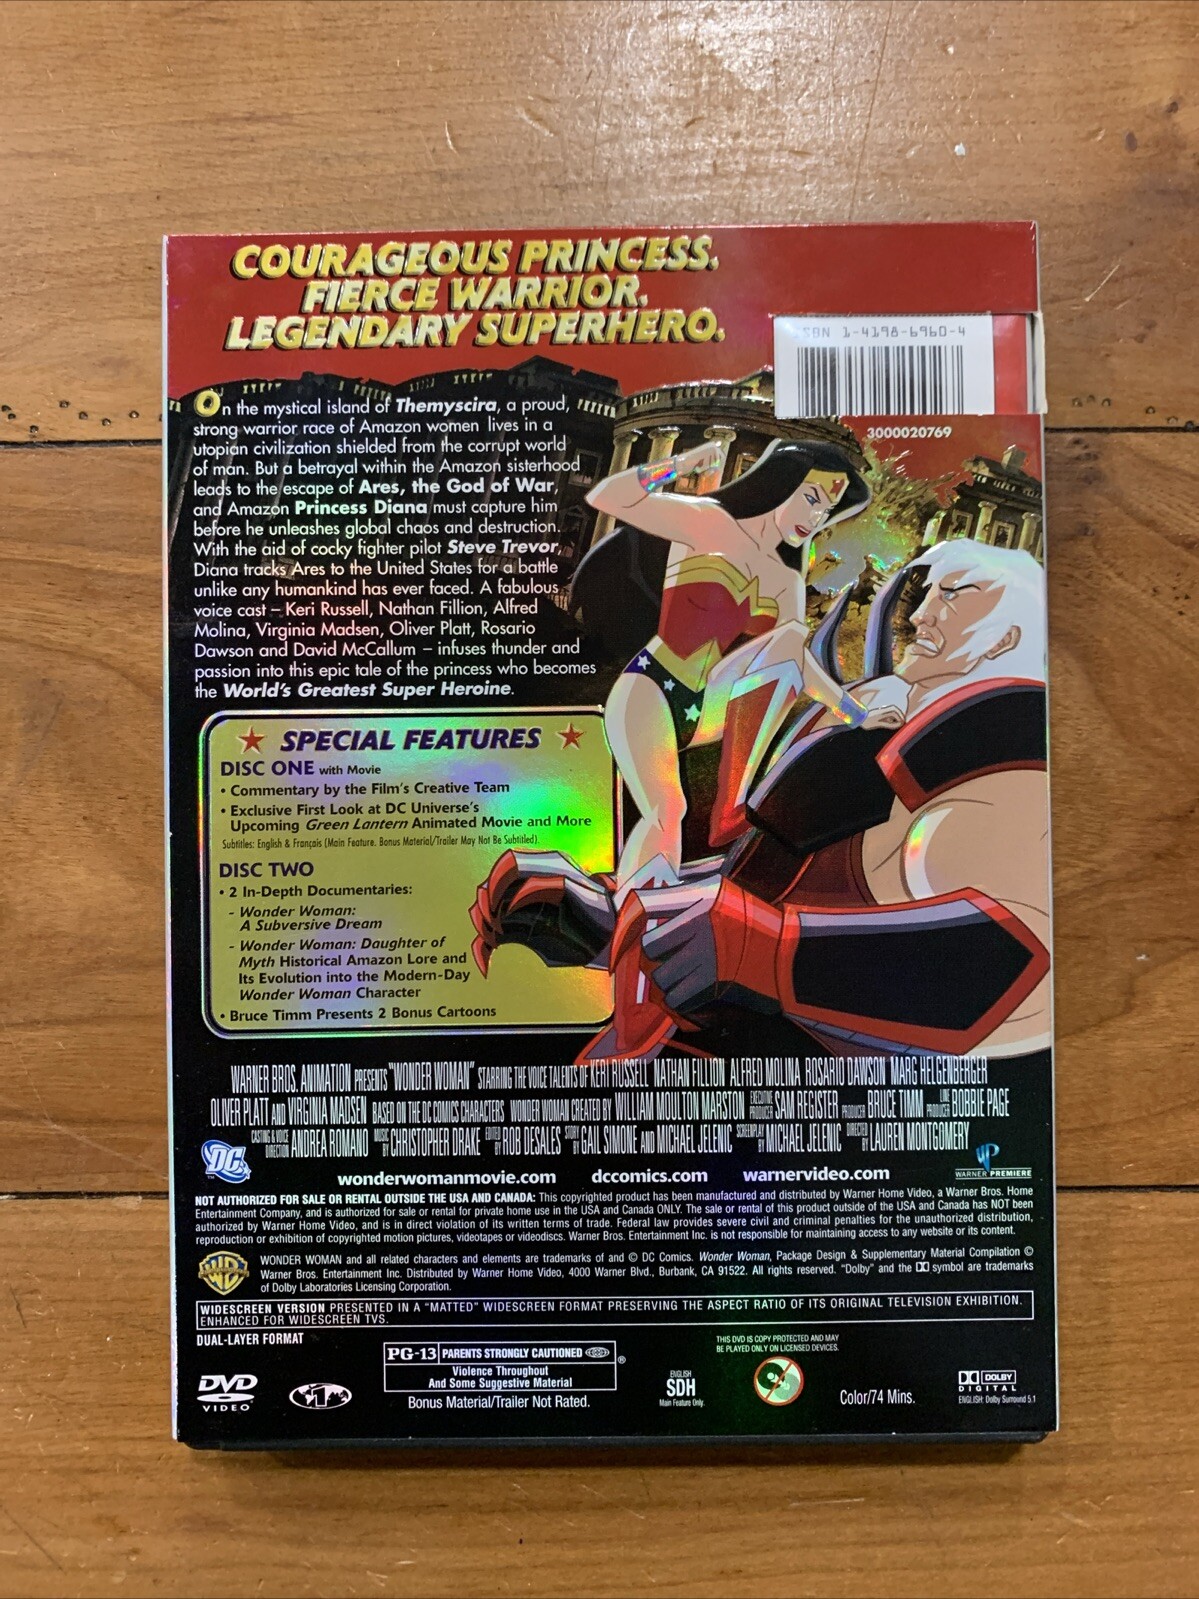 COURAGEOUS PRINCESS.
FIERCE WARRIOR.
LEGENDARY SUPERHERO.
ISBN 1-4198-6960-4
3000020769
On the mystical island of Themyscira, a proud,
strong warrior race of Amazon women lives in a
utopian civilization shielded from the corrupt world
of man. But a betrayal within the Amazon sisterhood
leads to the escape of Ares, the God of War,
and Amazon Princess Diana must capture him
before he unleashes global chaos and destruction.
With the aid of cocky fighter pilot Steve Trevor,
Diana tracks Ares to the United States for a battle
unlike any humankind has ever faced. A fabulous
voice cast – Keri Russell, Nathan Fillion, Alfred
Molina, Virginia Madsen, Oliver Platt, Rosario
Dawson and David McCallum – infuses thunder and
passion into this epic tale of the princess who becomes
the World's Greatest Super Heroine.
SPECIAL FEATURES
DISC ONE with Movie
• Commentary by the Film's Creative Team
• Exclusive First Look at DC Universe's
Upcoming Green Lantern Animated Movie and More
Subtitles: English & Français (Main Feature. Bonus Material/Trailer May Not Be Subtitled).
DISC TWO
• 2 In-Depth Documentaries:
- Wonder Woman:
A Subversive Dream
- Wonder Woman: Daughter of
Myth Historical Amazon Lore and
Its Evolution into the Modern-Day
Wonder Woman Character
• Bruce Timm Presents 2 Bonus Cartoons
WARNER BROS. ANIMATION PRESENTS "WONDER WOMAN" STARRING THE VOICE TALENTS OF KERI RUSSELL NATHAN FILLION ALFRED MOLINA ROSARIO DAWSON MARG HELGENBERGER
OLIVER PLATT AND VIRGINIA MADSEN BASED ON THE DC COMICS CHARACTERS WONDER WOMAN CREATED BY WILLIAM MOULTON MARSTON EXECUTIVE PRODUCER SAM REGISTER PRODUCER BRUCE TIMM LINE PRODUCER BOBBIE PAGE
CASTING & VOICE DIRECTION ANDREA ROMANO MUSIC BY CHRISTOPHER DRAKE EDITED BY ROB DESALES STORY BY GAIL SIMONE AND MICHAEL JELENIC SCREENPLAY BY MICHAEL JELENIC DIRECTED BY LAUREN MONTGOMERY
DC
TM
wonderwomanmovie.com dccomics.com warnervideo.com
WP
WARNER PREMIERE
NOT AUTHORIZED FOR SALE OR RENTAL OUTSIDE THE USA AND CANADA: This copyrighted product has been manufactured and distributed by Warner Home Video, a Warner Bros. Home
Entertainment Company, and is authorized for sale or rental for private home use in the USA and Canada ONLY. The sale or rental of this product outside of the USA and Canada has NOT been
authorized by Warner Home Video, and is in direct violation of its written terms of trade. Federal law provides severe civil and criminal penalties for the unauthorized distribution,
reproduction or exhibition of copyrighted motion pictures, videotapes or videodiscs. Warner Bros. Entertainment Inc. is not responsible for maintaining access to any website or its content.
WB
WONDER WOMAN and all related characters and elements are trademarks of and © DC Comics. Wonder Woman, Package Design & Supplementary Material Compilation ©
Warner Bros. Entertainment Inc. Distributed by Warner Home Video, 4000 Warner Blvd., Burbank, CA 91522. All rights reserved. "Dolby" and the DD symbol are trademarks
of Dolby Laboratories Licensing Corporation.
WIDESCREEN VERSION PRESENTED IN A "MATTED" WIDESCREEN FORMAT PRESERVING THE ASPECT RATIO OF ITS ORIGINAL TELEVISION EXHIBITION.
ENHANCED FOR WIDESCREEN TVS.
DUAL-LAYER FORMAT
DVD
VIDEO
1
PG-13 PARENTS STRONGLY CAUTIONED ®
Violence Throughout
And Some Suggestive Material
Bonus Material/Trailer Not Rated.
ENGLISH
SDH
Main Feature Only.
THIS DVD IS COPY PROTECTED AND MAY
BE PLAYED ONLY ON LICENSED DEVICES.
Color/74 Mins.
DOLBY
DIGITAL
ENGLISH: Dolby Surround 5.1